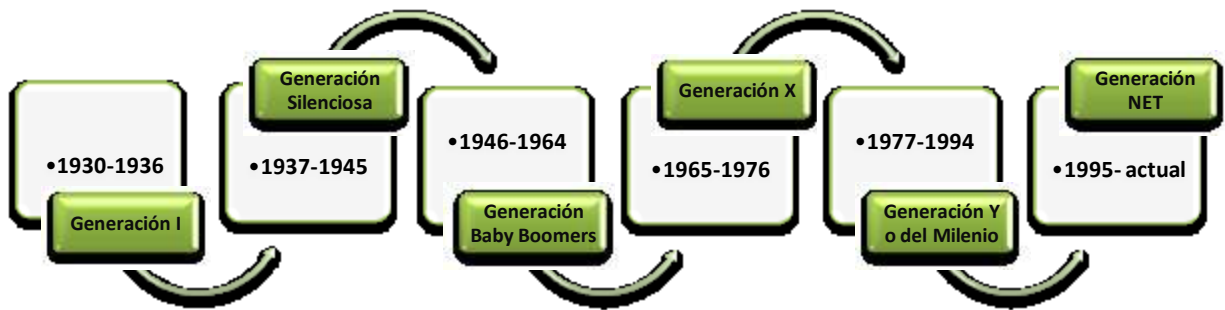 •1930-1936
Generación I
Generación
Silenciosa
•1937-1945
•1946-1964
Generación
Baby Boomers
Generación X
•1965-1976
•1977-1994
Generación Y
o del Milenio
Generación
NET
•1995- actual